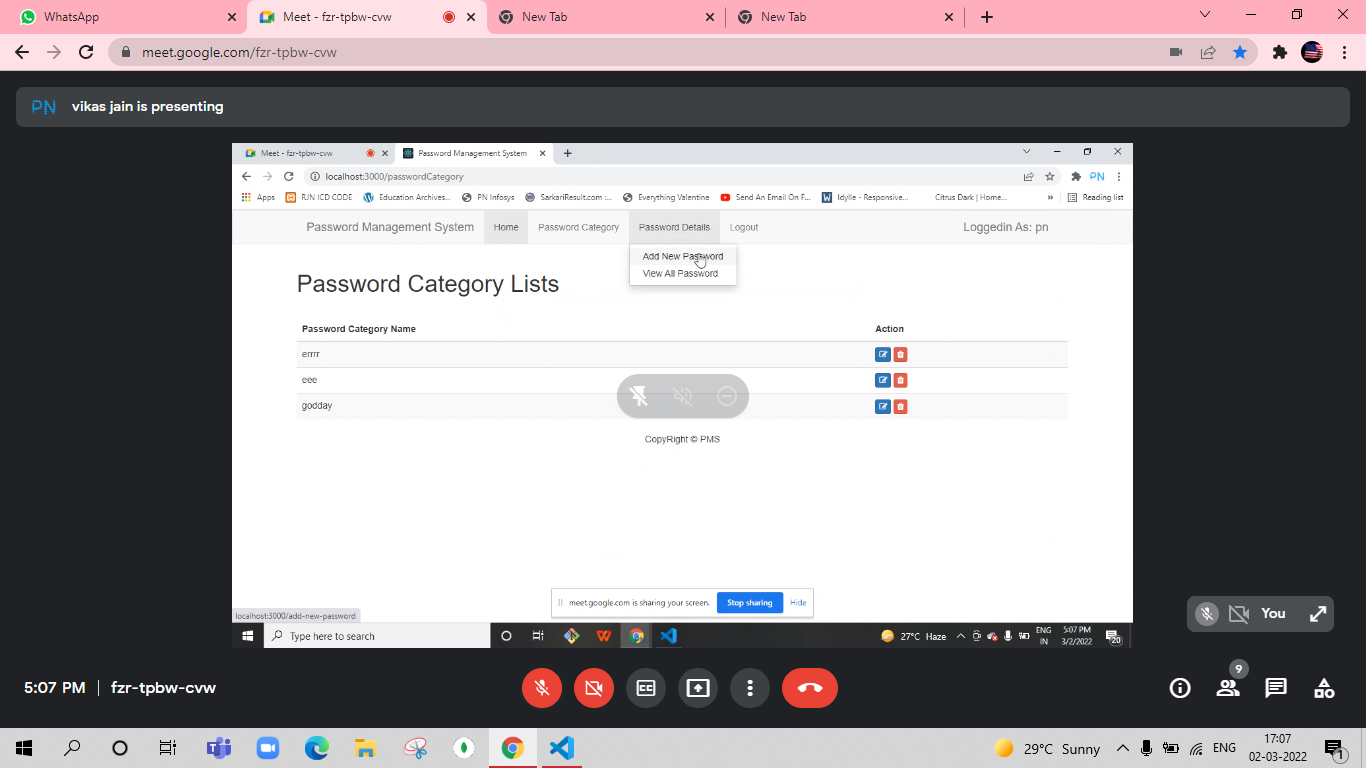 WhatsApp
Meet - fzr-tpbw-cvw
New Tab
New Tab
meet.google.com/fzr-tpbw-cvw
PN vikas jain is presenting
Meet - fzr-tpbw-cvw
Password Management System
localhost:3000/passwordCategory
PN
Apps
RJN ICD CODE
Education Archives...
PN Infosys
SarkariResult.com :...
Everything Valentine
Send An Email On F...
Idylle - Responsive...
Citrus Dark | Home...
»
Reading list
Password Management System
Home
Password Category
Password Details
Logout
Loggedin As: pn
Add New Password
View All Password
Password Category Lists
Password Category Name Action
errrr
eee
godday
CopyRight © PMS
meet.google.com is sharing your screen.
Stop sharing
Hide
localhost:3000/add-new-password
You
Type here to search
27°C Haze
ENG
IN
5:07 PM
3/2/2022
20
5:07 PM | fzr-tpbw-cvw
CC
9
29°C Sunny
ENG
17:07
02-03-2022
1